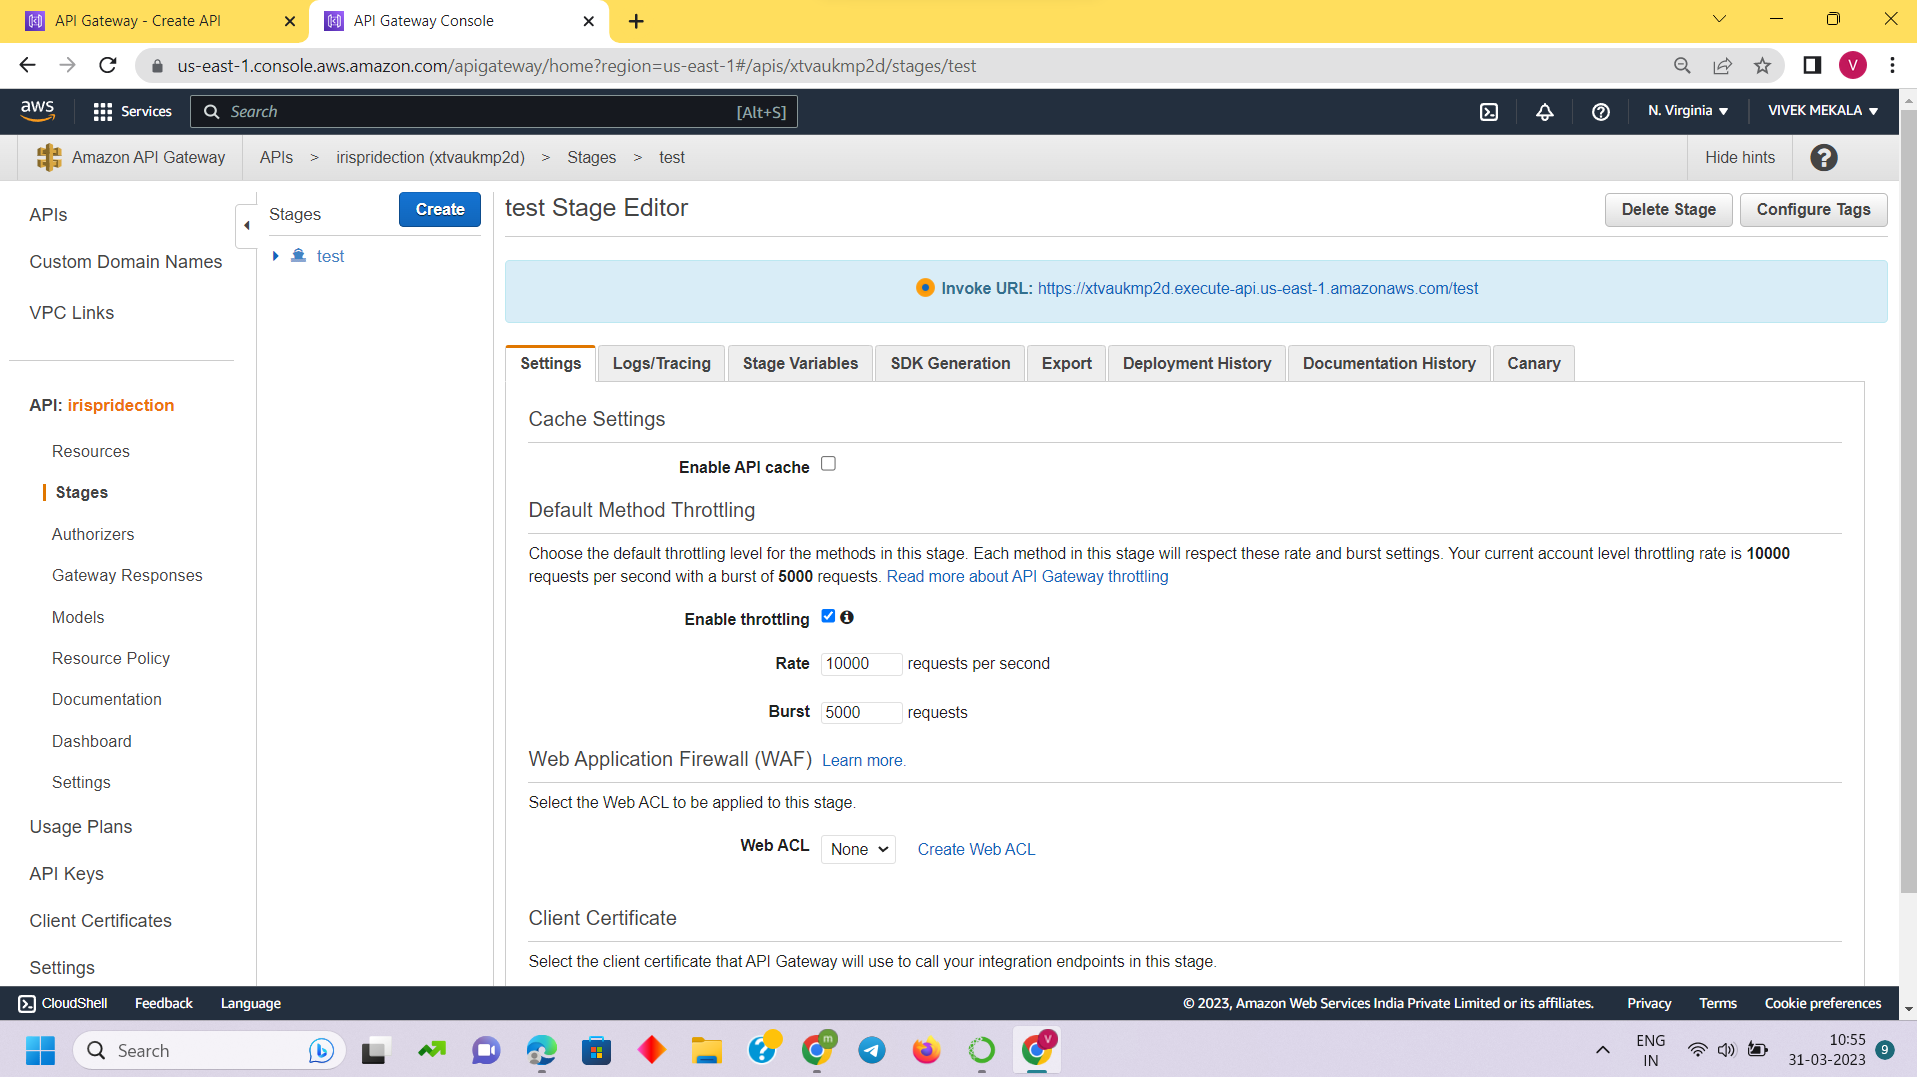 API Gateway - Create API
API Gateway Console
us-east-1.console.aws.amazon.com/apigateway/home?region=us-east-1#/apis/xtvaukmp2d/stages/test
V
aws
Services
Search
[Alt+S]
N. Virginia
VIVEK MEKALA
Amazon API Gateway
APIs > irispridection (xtvaukmp2d) > Stages > test
Hide hints
?
APIs
Custom Domain Names
VPC Links
API: irispridection
Resources
Stages
Authorizers
Gateway Responses
Models
Resource Policy
Documentation
Dashboard
Settings
Usage Plans
API Keys
Client Certificates
Settings
Stages
Create
test
test Stage Editor
Delete Stage
Configure Tags
Invoke URL: https://xtvaukmp2d.execute-api.us-east-1.amazonaws.com/test
Settings
Logs/Tracing
Stage Variables
SDK Generation
Export
Deployment History
Documentation History
Canary
Cache Settings
Enable API cache
Default Method Throttling
Choose the default throttling level for the methods in this stage. Each method in this stage will respect these rate and burst settings. Your current account level throttling rate is 10000
requests per second with a burst of 5000 requests. Read more about API Gateway throttling
Enable throttling
Rate 10000 requests per second
Burst 5000 requests
Web Application Firewall (WAF) Learn more.
Select the Web ACL to be applied to this stage.
Web ACL None Create Web ACL
Client Certificate
Select the client certificate that API Gateway will use to call your integration endpoints in this stage.
CloudShell
Feedback
Language
© 2023, Amazon Web Services India Private Limited or its affiliates.
Privacy
Terms
Cookie preferences
Search
m
V
ENG
IN
10:55
31-03-2023
9